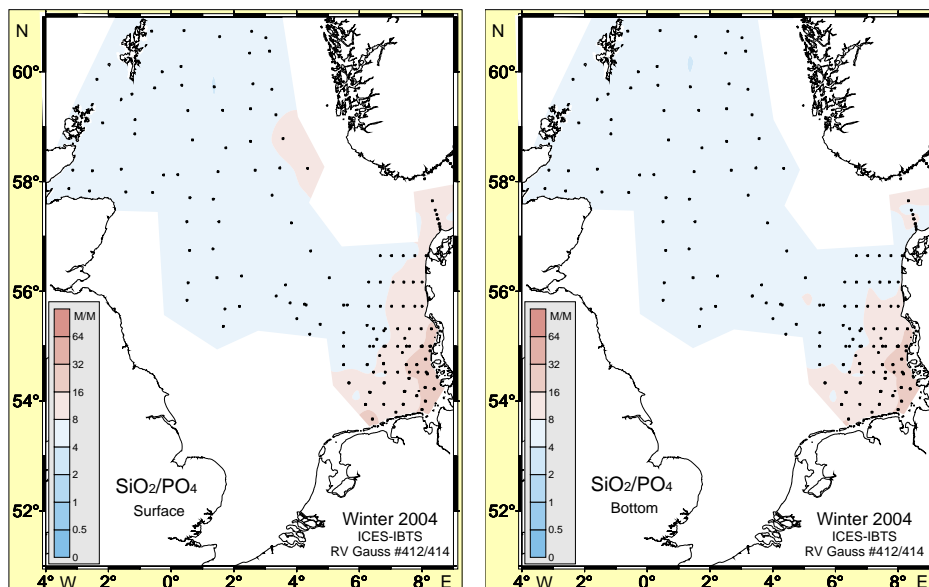 N
60°
58°
56°
54°
52°
M/M
64
32
16
8
4
2
1
0.5
0
SiO2/PO4
Surface
Winter 2004
ICES-IBTS
RV Gauss #412/414
4° W 2° 0° 2° 4° 6° 8° E
N
60°
58°
56°
54°
52°
M/M
64
32
16
8
4
2
1
0.5
0
SiO2/PO4
Bottom
Winter 2004
ICES-IBTS
RV Gauss #412/414
4° W 2° 0° 2° 4° 6° 8° E